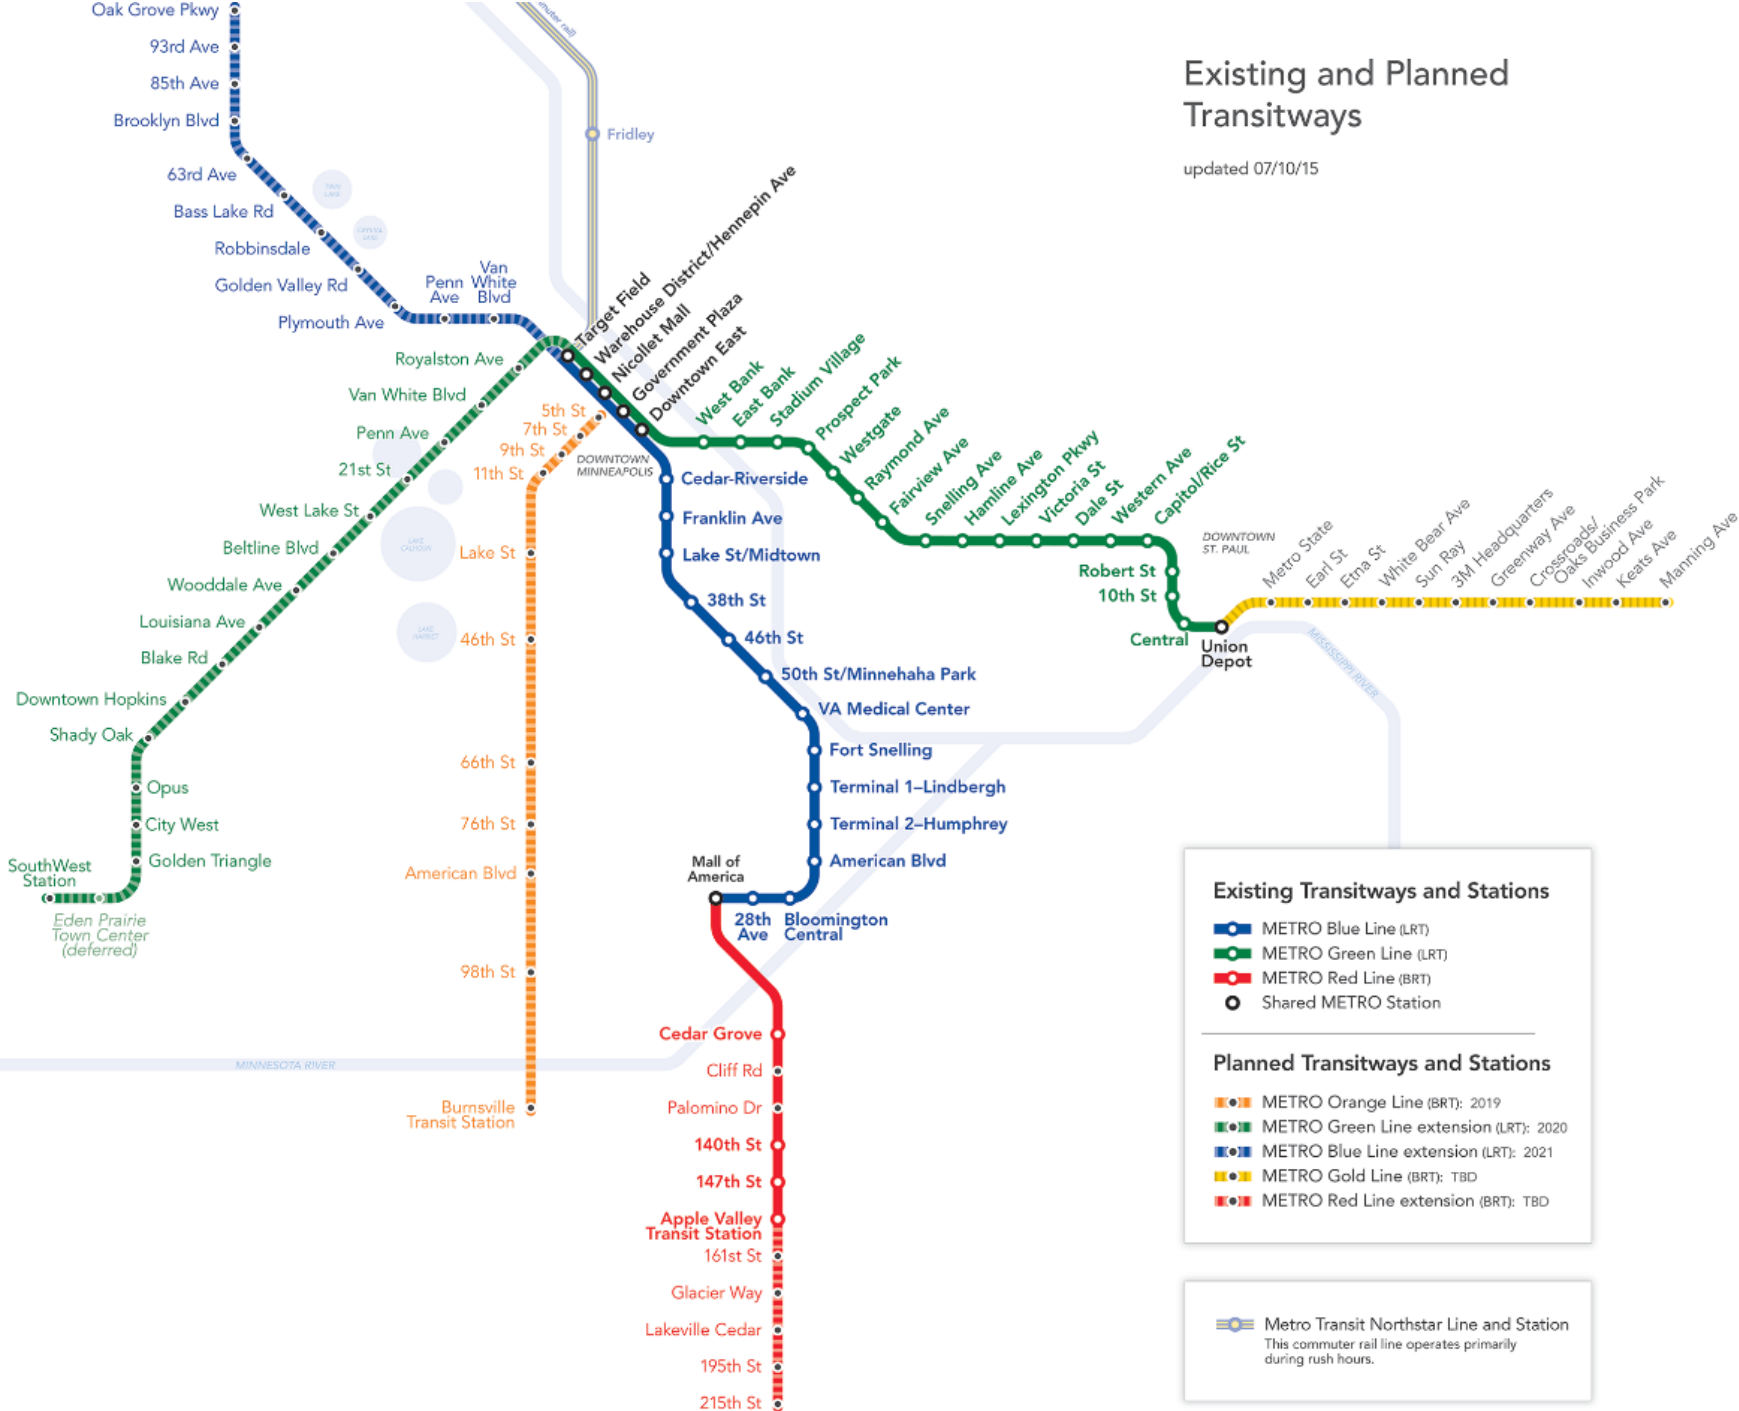 Existing and Planned
Transitways
updated 07/10/15
Oak Grove Pkwy
93rd Ave
85th Ave
Brooklyn Blvd
63rd Ave
Bass Lake Rd
Robbinsdale
Golden Valley Rd
Plymouth Ave
Penn
Ave
Van
White
Blvd
TWIN
LAKE
CRYSTAL
LAKE
muter rail)
Fridley
Target Field
Warehouse District/Hennepin Ave
Nicollet Mall
Government Plaza
Downtown East
DOWNTOWN
MINNEAPOLIS
Royalston Ave
Van White Blvd
Penn Ave
21st St
West Lake St
Beltline Blvd
Wooddale Ave
Louisiana Ave
Blake Rd
Downtown Hopkins
Shady Oak
Opus
City West
Golden Triangle
SouthWest
Station
Eden Prairie
Town Center
(deferred)
LAKE
CALHOUN
LAKE
HARRIET
5th St
7th St
9th St
11th St
Lake St
46th St
66th St
76th St
American Blvd
98th St
Burnsville
Transit Station
West Bank
East Bank
Stadium Village
Prospect Park
Westgate
Raymond Ave
Fairview Ave
Snelling Ave
Hamline Ave
Lexington Pkwy
Victoria St
Dale St
Western Ave
Capitol/Rice St
Robert St
10th St
Central
Union
Depot
DOWNTOWN
ST. PAUL
Metro State
Earl St
Etna St
White Bear Ave
Sun Ray
3M Headquarters
Greenway Ave
Crossroads/
Oaks Business Park
Inwood Ave
Keats Ave
Manning Ave
MISSISSIPPI RIVER
Cedar-Riverside
Franklin Ave
Lake St/Midtown
38th St
46th St
50th St/Minnehaha Park
VA Medical Center
Fort Snelling
Terminal 1–Lindbergh
Terminal 2–Humphrey
American Blvd
Bloomington
Central
28th
Ave
Mall of
America
MINNESOTA RIVER
Cedar Grove
Cliff Rd
Palomino Dr
140th St
147th St
Apple Valley
Transit Station
161st St
Glacier Way
Lakeville Cedar
195th St
215th St
Existing Transitways and Stations
METRO Blue Line (LRT)
METRO Green Line (LRT)
METRO Red Line (BRT)
Shared METRO Station
Planned Transitways and Stations
METRO Orange Line (BRT): 2019
METRO Green Line extension (LRT): 2020
METRO Blue Line extension (LRT): 2021
METRO Gold Line (BRT): TBD
METRO Red Line extension (BRT): TBD
Metro Transit Northstar Line and Station
This commuter rail line operates primarily
during rush hours.